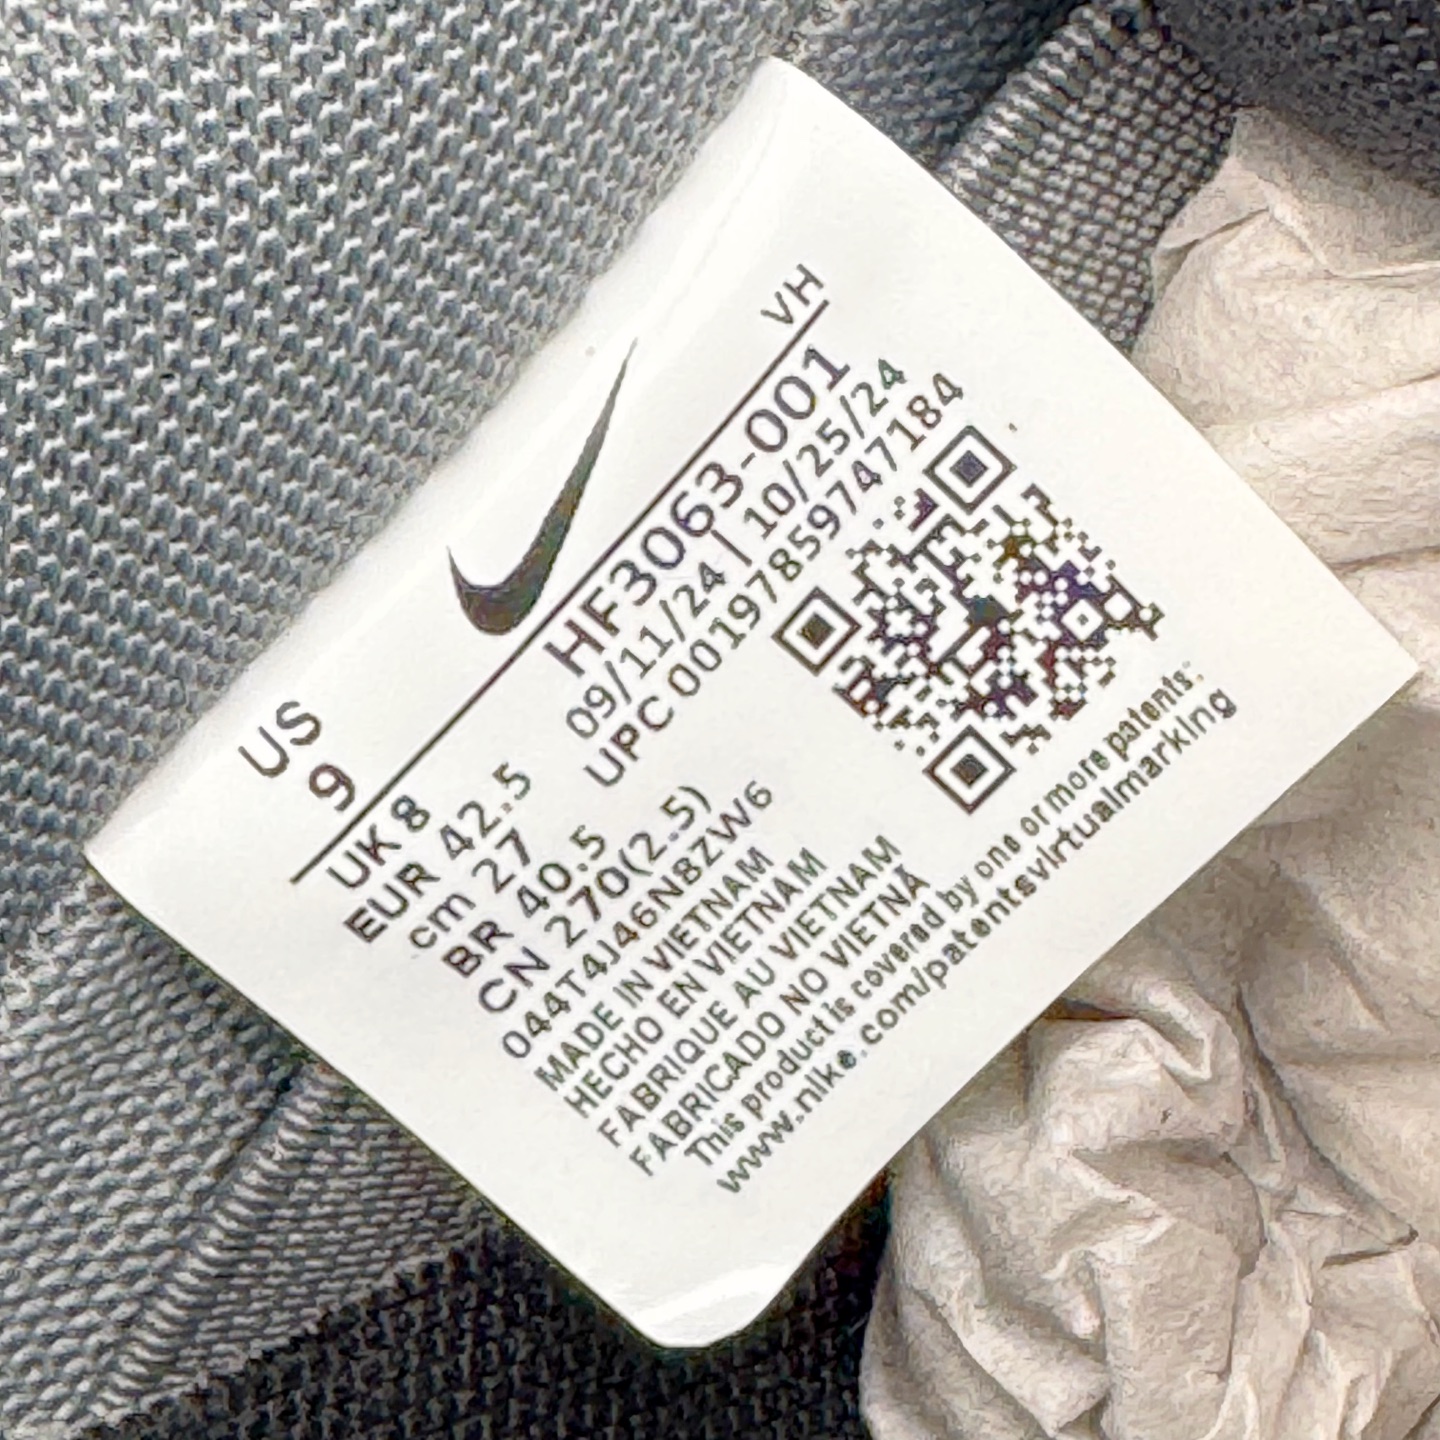 US
9
VH
UK 8
EUR 42.5
cm 27
BR 40.5
CN 270(2.5)
HF3063-001
09/11/24 | 10/25/24
UPC 00197859747184
044T4J46N8ZW6
MADE IN VIETNAM
HECHO EN VIETNAM
FABRIQUE AU VIETNAM
FABRICADO NO VIETNÃ
This product is covered by one or more patents.
www.nike.com/patentsvirtualmarking